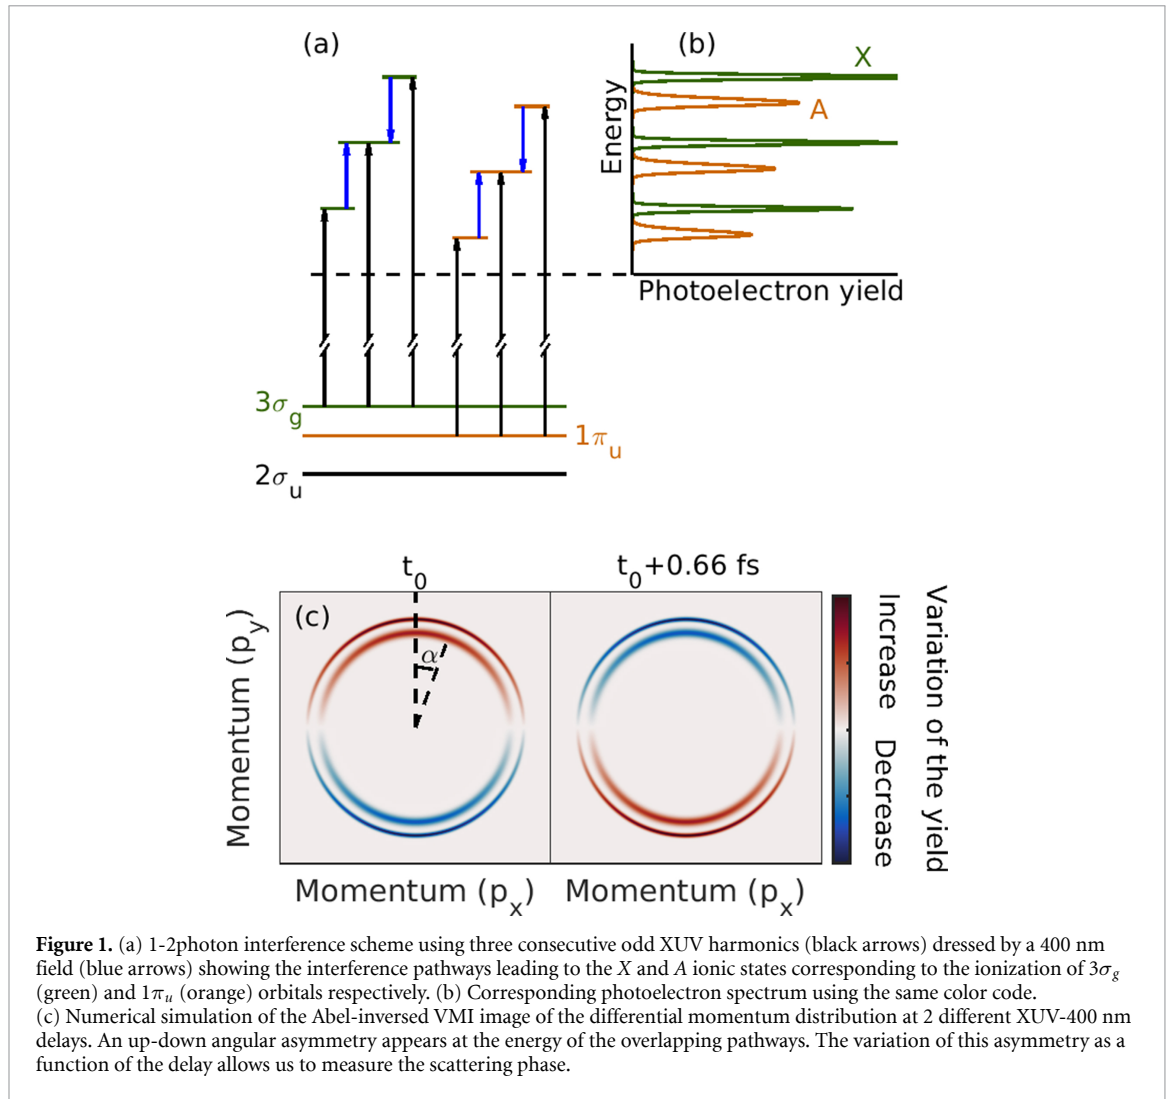 (a)
(b)
X
A
Energy
Photoelectron yield
3σg
1πu
2σu
t0
t0+0.66 fs
(c)
α
Momentum (py)
Momentum (px)
Momentum (px)
Increase
Decrease
Variation of the yield
Figure 1. (a) 1-2photon interference scheme using three consecutive odd XUV harmonics (black arrows) dressed by a 400 nm
field (blue arrows) showing the interference pathways leading to the X and A ionic states corresponding to the ionization of 3σg
(green) and 1πu (orange) orbitals respectively. (b) Corresponding photoelectron spectrum using the same color code.
(c) Numerical simulation of the Abel-inversed VMI image of the differential momentum distribution at 2 different XUV-400 nm
delays. An up-down angular asymmetry appears at the energy of the overlapping pathways. The variation of this asymmetry as a
function of the delay allows us to measure the scattering phase.